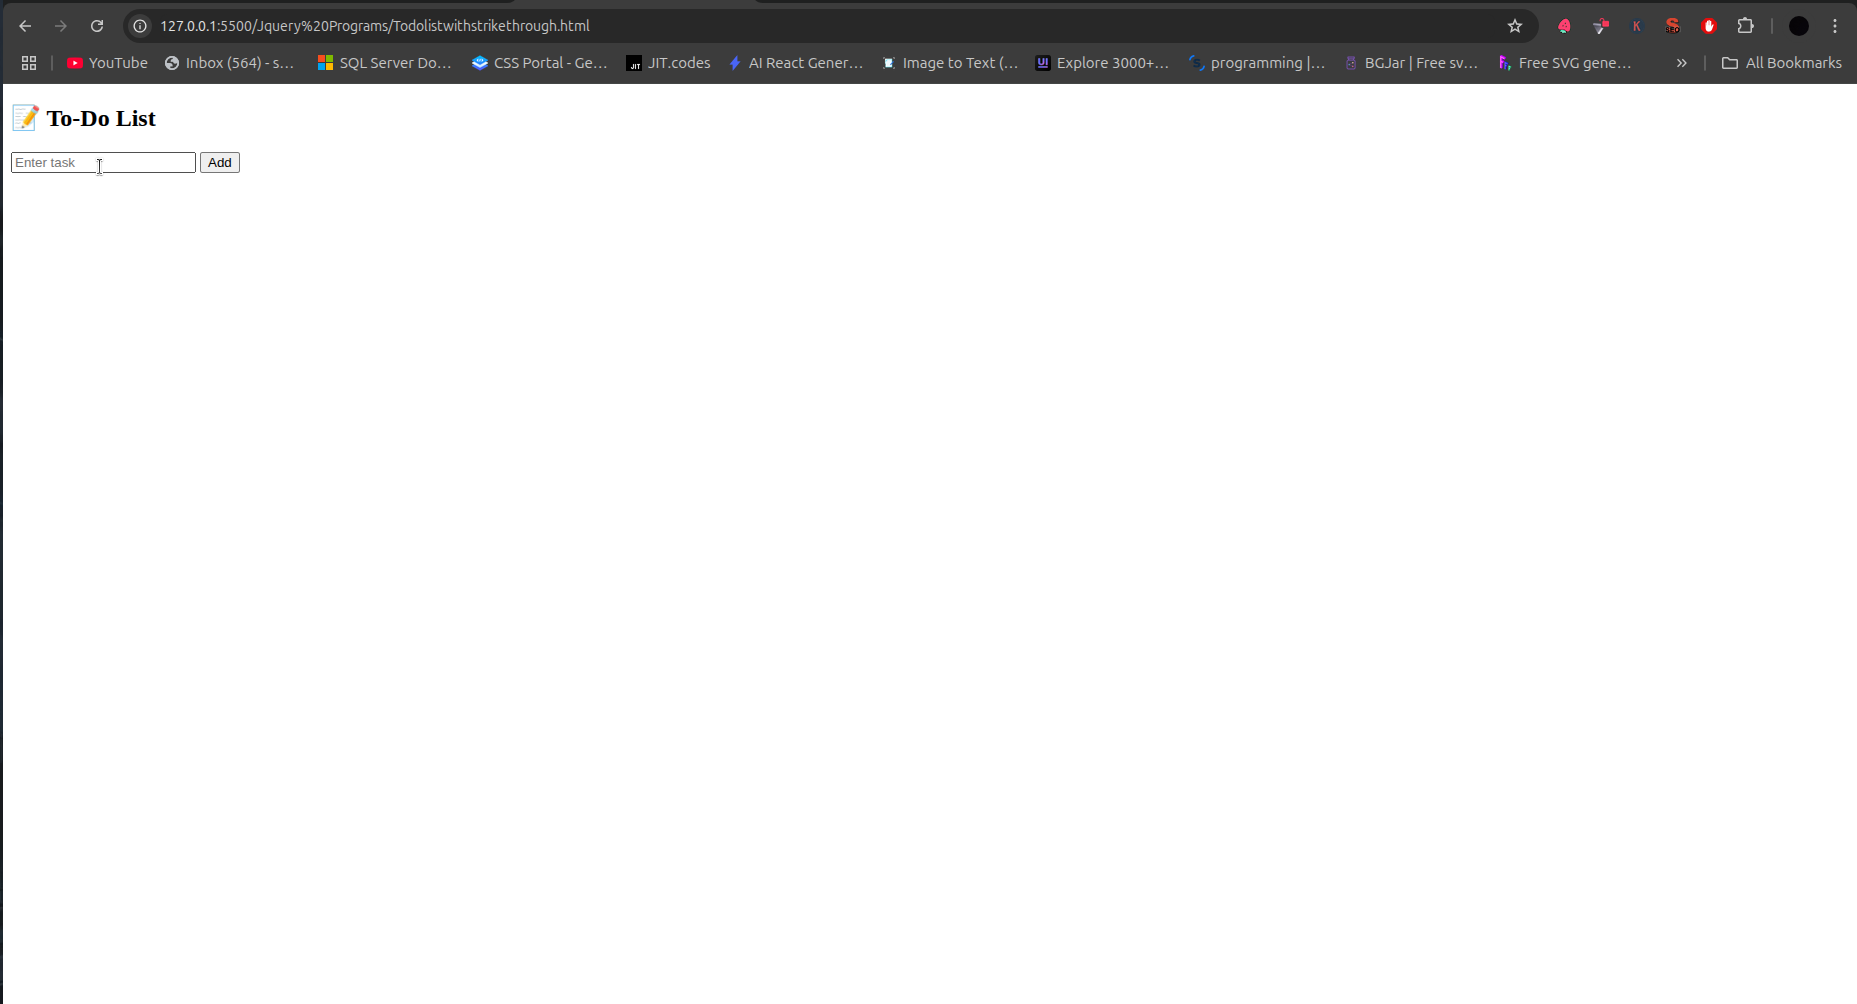 127.0.0.1:5500/Jquery%20Programs/Todolistwithstrikethrough.html
YouTube Inbox (564) - s... SQL Server Do... CSS Portal - Ge... JIT JIT.codes AI React Gener... Image to Text (... UI Explore 3000+... programming |... BGJar | Free sv... Free SVG gene... All Bookmarks
To-Do List
Enter task Add